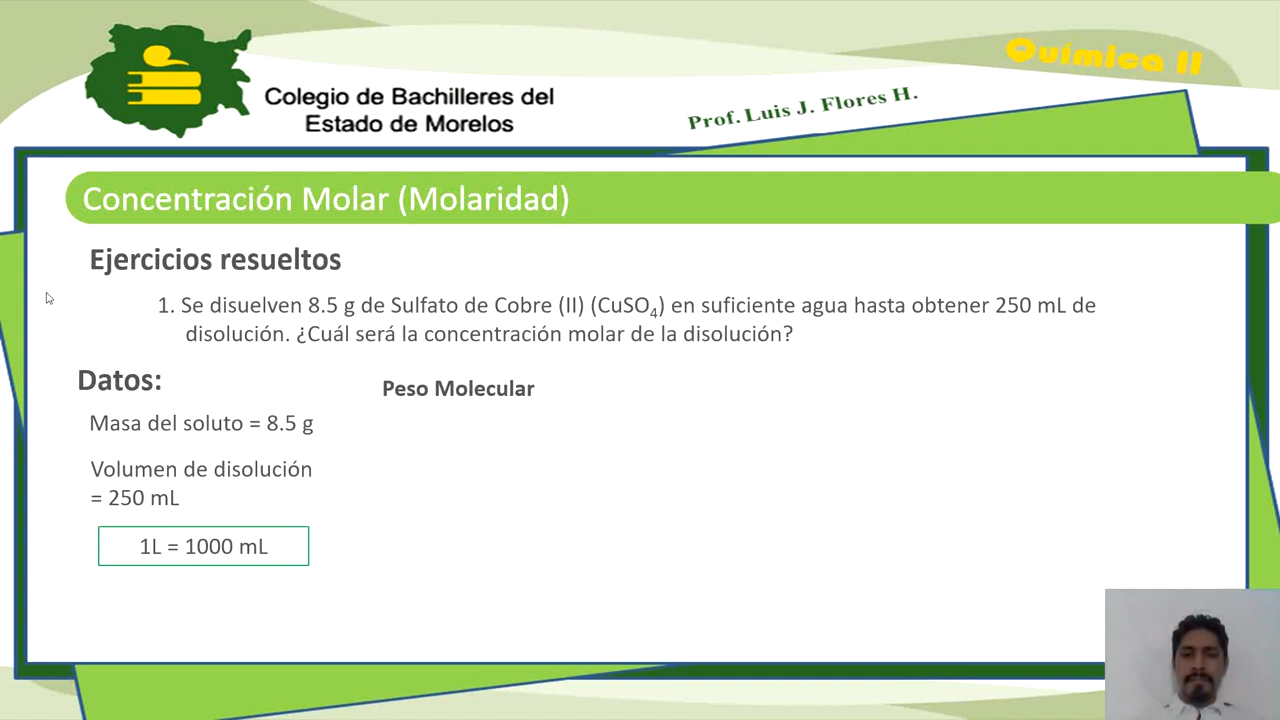 Química II
Colegio de Bachilleres del
Estado de Morelos
Prof. Luis J. Flores H.
Concentración Molar (Molaridad)
Ejercicios resueltos
1. Se disuelven 8.5 g de Sulfato de Cobre (II) (CuSO₄) en suficiente agua hasta obtener 250 mL de
disolución. ¿Cuál será la concentración molar de la disolución?
Datos:
Peso Molecular
Masa del soluto = 8.5 g
Volumen de disolución
= 250 mL
1L = 1000 mL